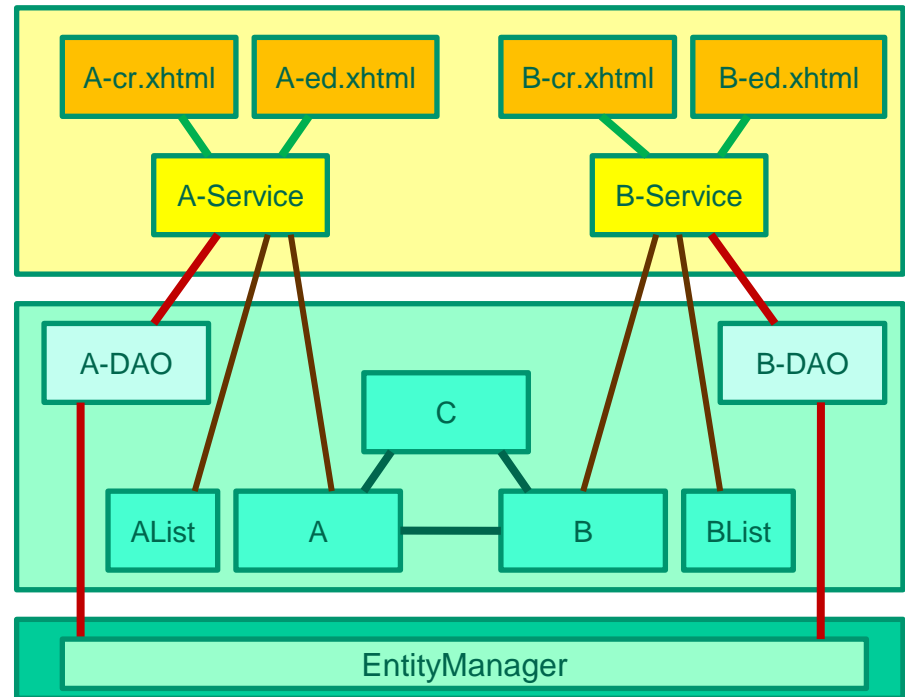 A-cr.xhtml
A-ed.xhtml
B-cr.xhtml
B-ed.xhtml
A-Service
B-Service
A-DAO
B-DAO
C
AList
A
B
BList
EntityManager